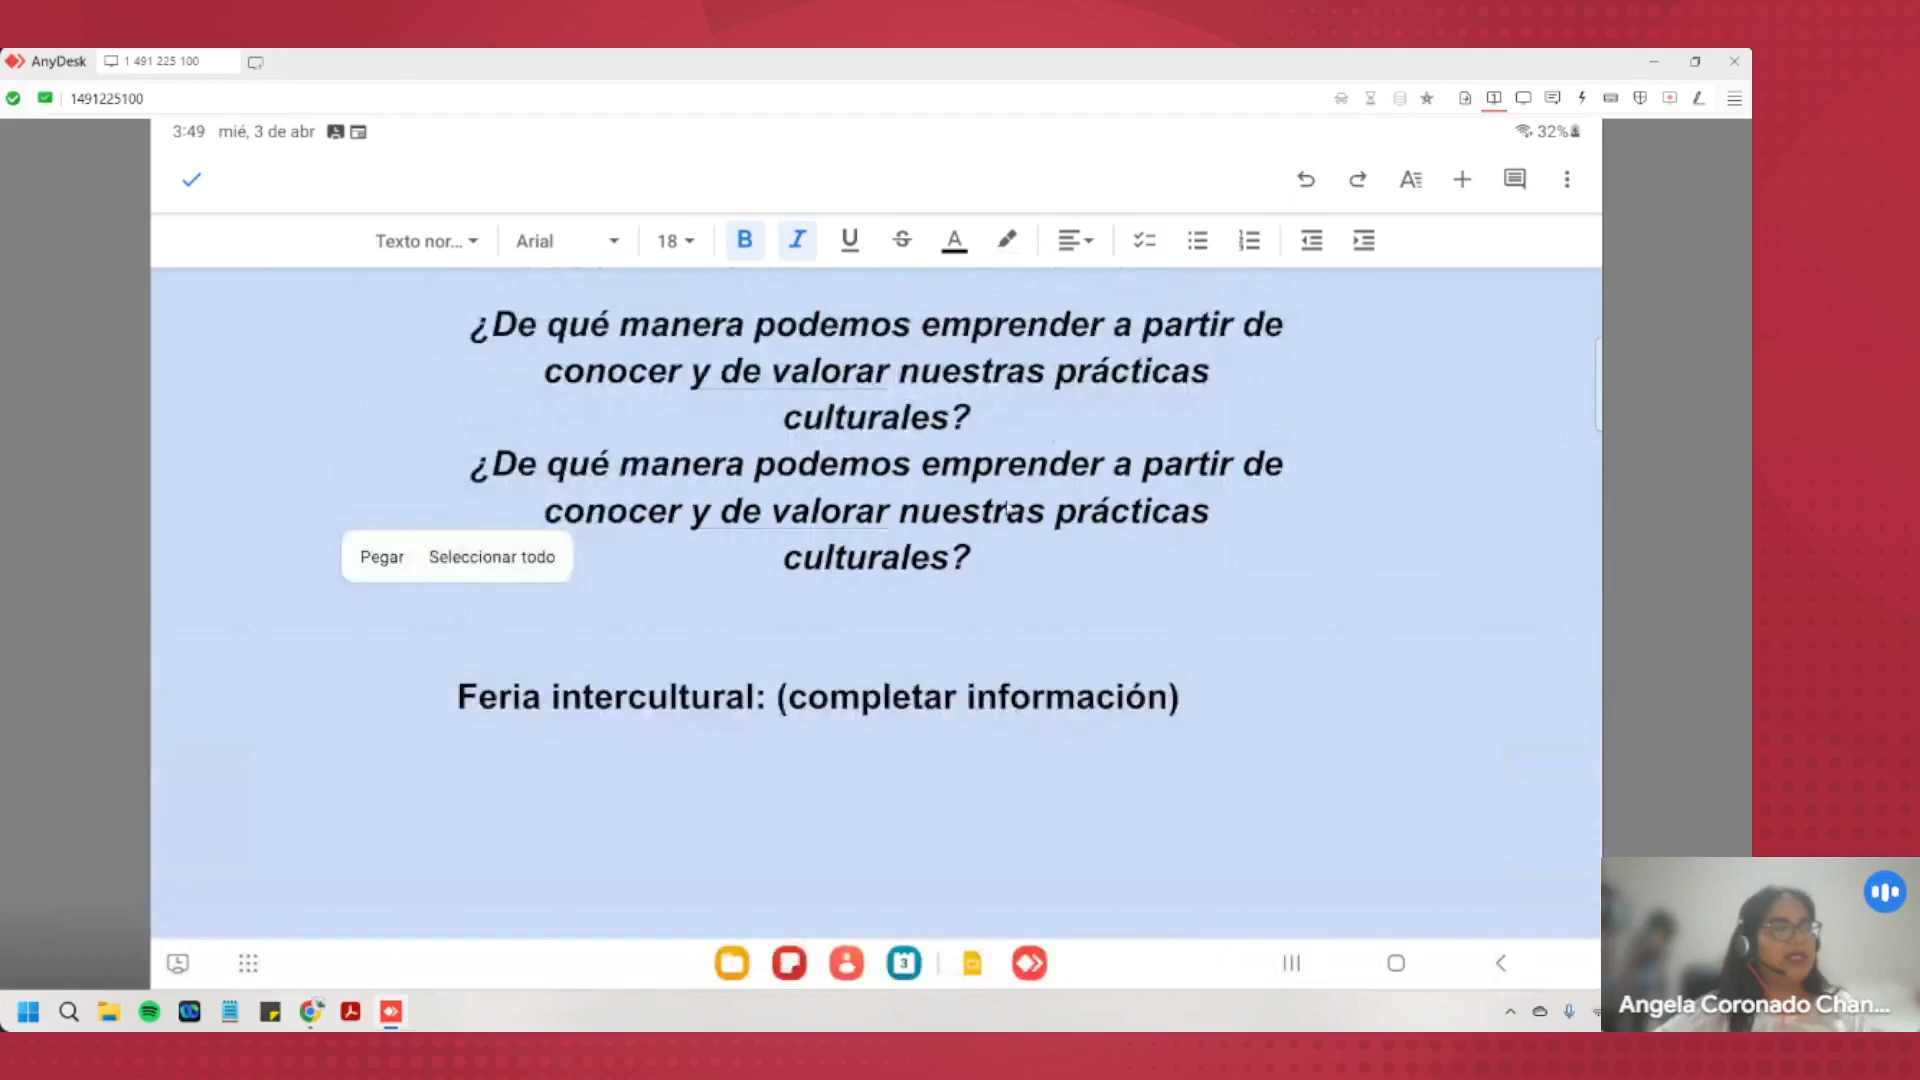 AnyDesk
1 491 225 100
1491225100
3:49 mié, 3 de abr
32%
Texto nor...
Arial
18
B I U S A
¿De qué manera podemos emprender a partir de
conocer y de valorar nuestras prácticas
culturales?
¿De qué manera podemos emprender a partir de
conocer y de valorar nuestras prácticas
culturales?
Pegar Seleccionar todo
Feria intercultural: (completar información)
3
Angela Coronado Chan...